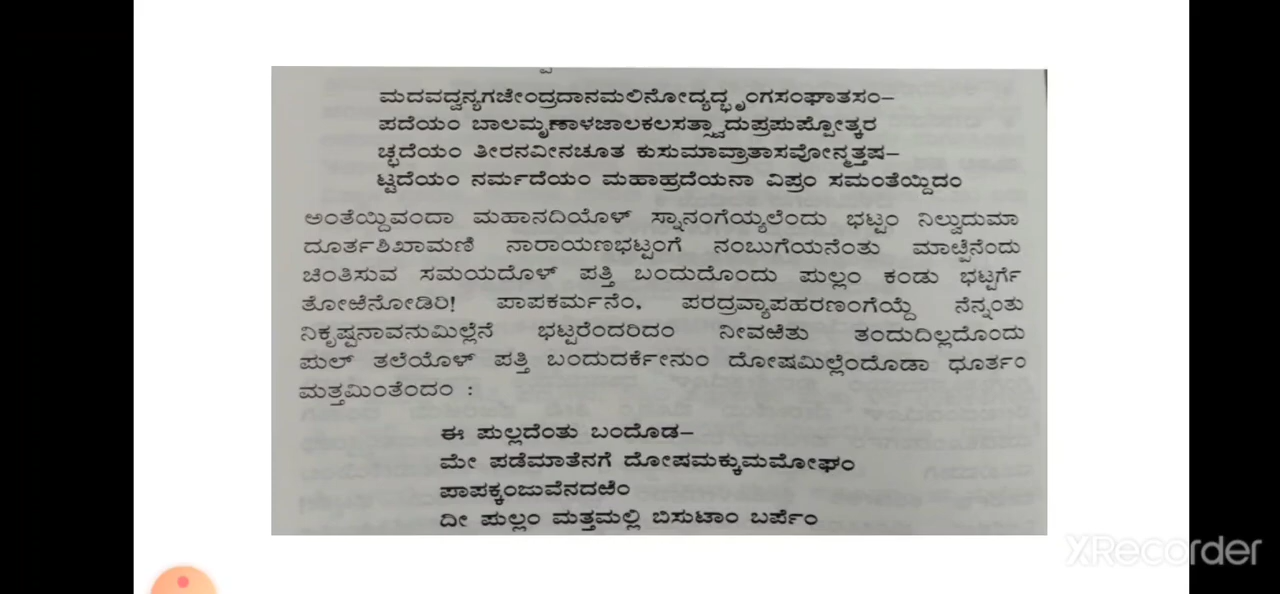 ಮದವದ್ವನ್ಯಗಜೇಂದ್ರದಾನಮಲಿನೋದ್ಯದ್ಭೃಂಗಸಂಘಾತಸಂ-
ಪದೆಯಂ ಬಾಲಮೃಣಾಳಜಾಲಕಲಸತ್ಸ್ವಾದುಪ್ರಪುಷ್ಪೋತ್ಕರ
ಚ್ಛದೆಯಂ ತೀರನವೀನಚೂತ ಕುಸುಮಾವ್ರಾತಾಸವೋನ್ಮತ್ತಷ-
ಟ್ಟದೆಯಂ ನರ್ಮದೆಯಂ ಮಹಾಹ್ರದೆಯನಾ ವಿಪ್ರಂ ಸಮಂತೆಯ್ದಿದಂ
ಅಂತೆಯ್ದಿವಂದಾ ಮಹಾನದಿಯೊಳ್ ಸ್ನಾನಂಗೆಯ್ಯಲೆಂದು ಭಟ್ಟಂ ನಿಲ್ವುದುಮಾ
ದೂರ್ತಶಿಖಾಮಣಿ ನಾರಾಯಣಭಟ್ಟಂಗೆ ನಂಬುಗೆಯನೆಂತು ಮಾೞ್ಪೆನೆಂದು
ಚಿಂತಿಸುವ ಸಮಯದೊಳ್ ಪತ್ತಿ ಬಂದುದೊಂದು ಪುಲ್ಲಂ ಕಂಡು ಭಟ್ಟರ್ಗೆ
ತೋಱಿನೋಡಿರಿ! ಪಾಪಕರ್ಮನೆಂ, ಪರದ್ರವ್ಯಾಪಹರಣಂಗೆಯ್ದೆ ನೆನ್ನಂತು
ನಿಕೃಷ್ಟನಾವನುಮಿಲ್ಲೆನೆ ಭಟ್ಟರೆಂದರಿದಂ ನೀವಱಿತು ತಂದುದಿಲ್ಲದೊಂದು
ಪುಲ್ ತಲೆಯೊಳ್ ಪತ್ತಿ ಬಂದುದರ್ಕೇನುಂ ದೋಷಮಿಲ್ಲೆಂದೊಡಾ ಧೂರ್ತಂ
ಮತ್ತಮಿಂತೆಂದಂ :
ಈ ಪುಲ್ಲದೆಂತು ಬಂದೊಡ-
ಮೇ ಪಡೆಮಾತೆನಗೆ ದೋಷಮಕ್ಕುಮಮೋಘಂ
ಪಾಪಕ್ಕಂಜುವೆನದಱಿಂ
ದೀ ಪುಲ್ಲಂ ಮತ್ತಮಲ್ಲಿ ಬಿಸುಟಾಂ ಬರ್ಪೆಂ
XRecorder